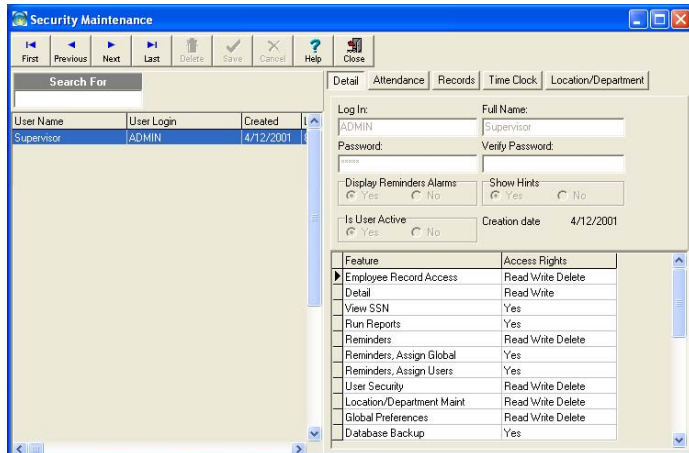 Security Maintenance
First Previous Next Last Delete Save Cancel Help Close
Search For
Detail Attendance Records Time Clock Location/Department
Log In: Full Name:
ADMIN Supervisor
Password: Verify Password:
*****
Display Reminders Alarms Show Hints
Yes No Yes No
Is User Active Creation date 4/12/2001
Yes No
User Name User Login Created
Supervisor ADMIN 4/12/2001
Feature Access Rights
Employee Record Access Read Write Delete
Detail Read Write
View SSN Yes
Run Reports Yes
Reminders Read Write Delete
Reminders, Assign Global Yes
Reminders, Assign Users Yes
User Security Read Write Delete
Location/Department Maint Read Write Delete
Global Preferences Read Write Delete
Database Backup Yes